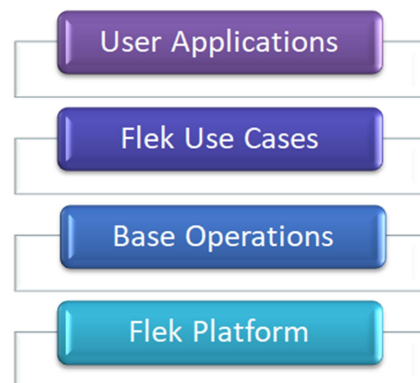 User Applications
Flek Use Cases
Base Operations
Flek Platform